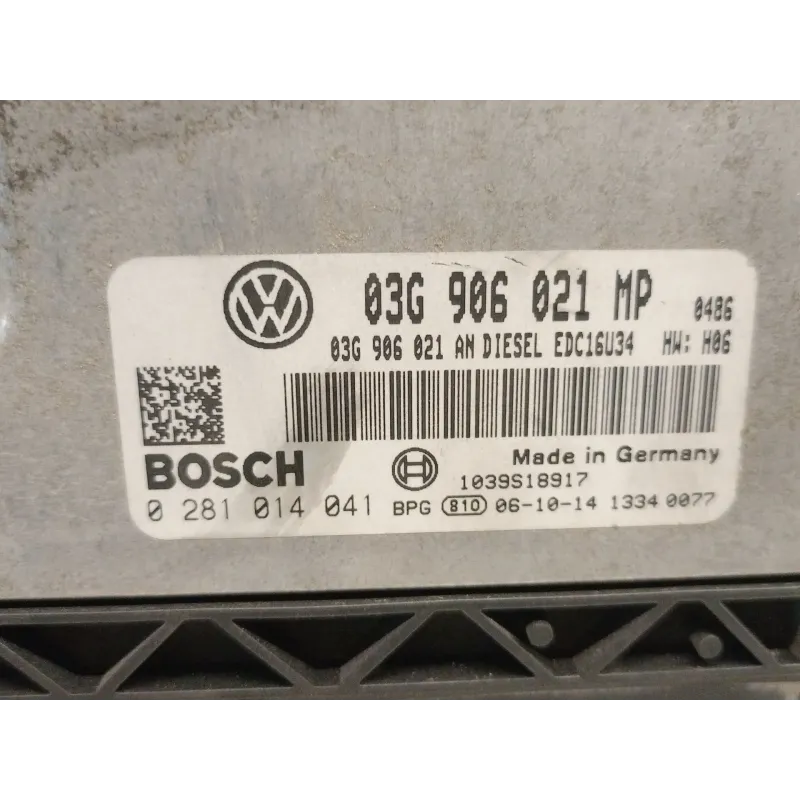 03G 906 021 MP 0486
03G 906 021 AN DIESEL EDC16U34 HW: H06
Made in Germany
BOSCH 1039S18917
0 281 014 041 BPG 810 06-10-14 1334 0077